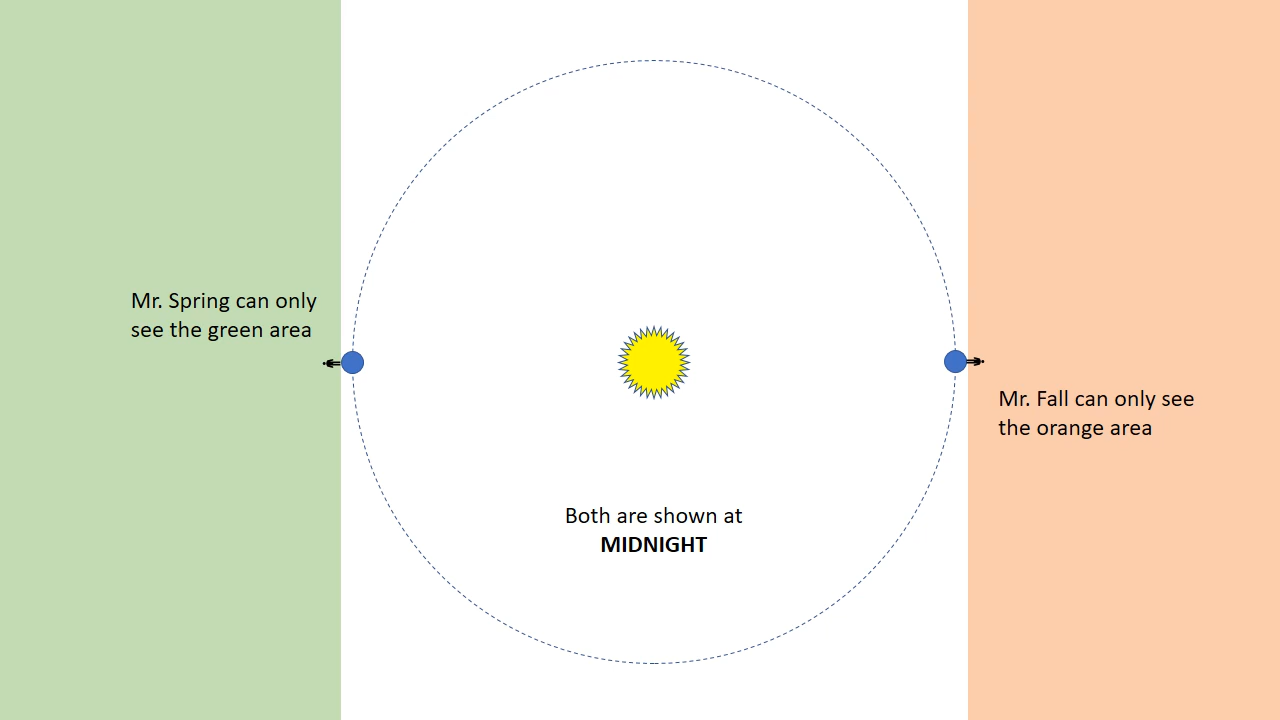 Mr. Spring can only
see the green area
Mr. Fall can only see
the orange area
Both are shown at
MIDNIGHT